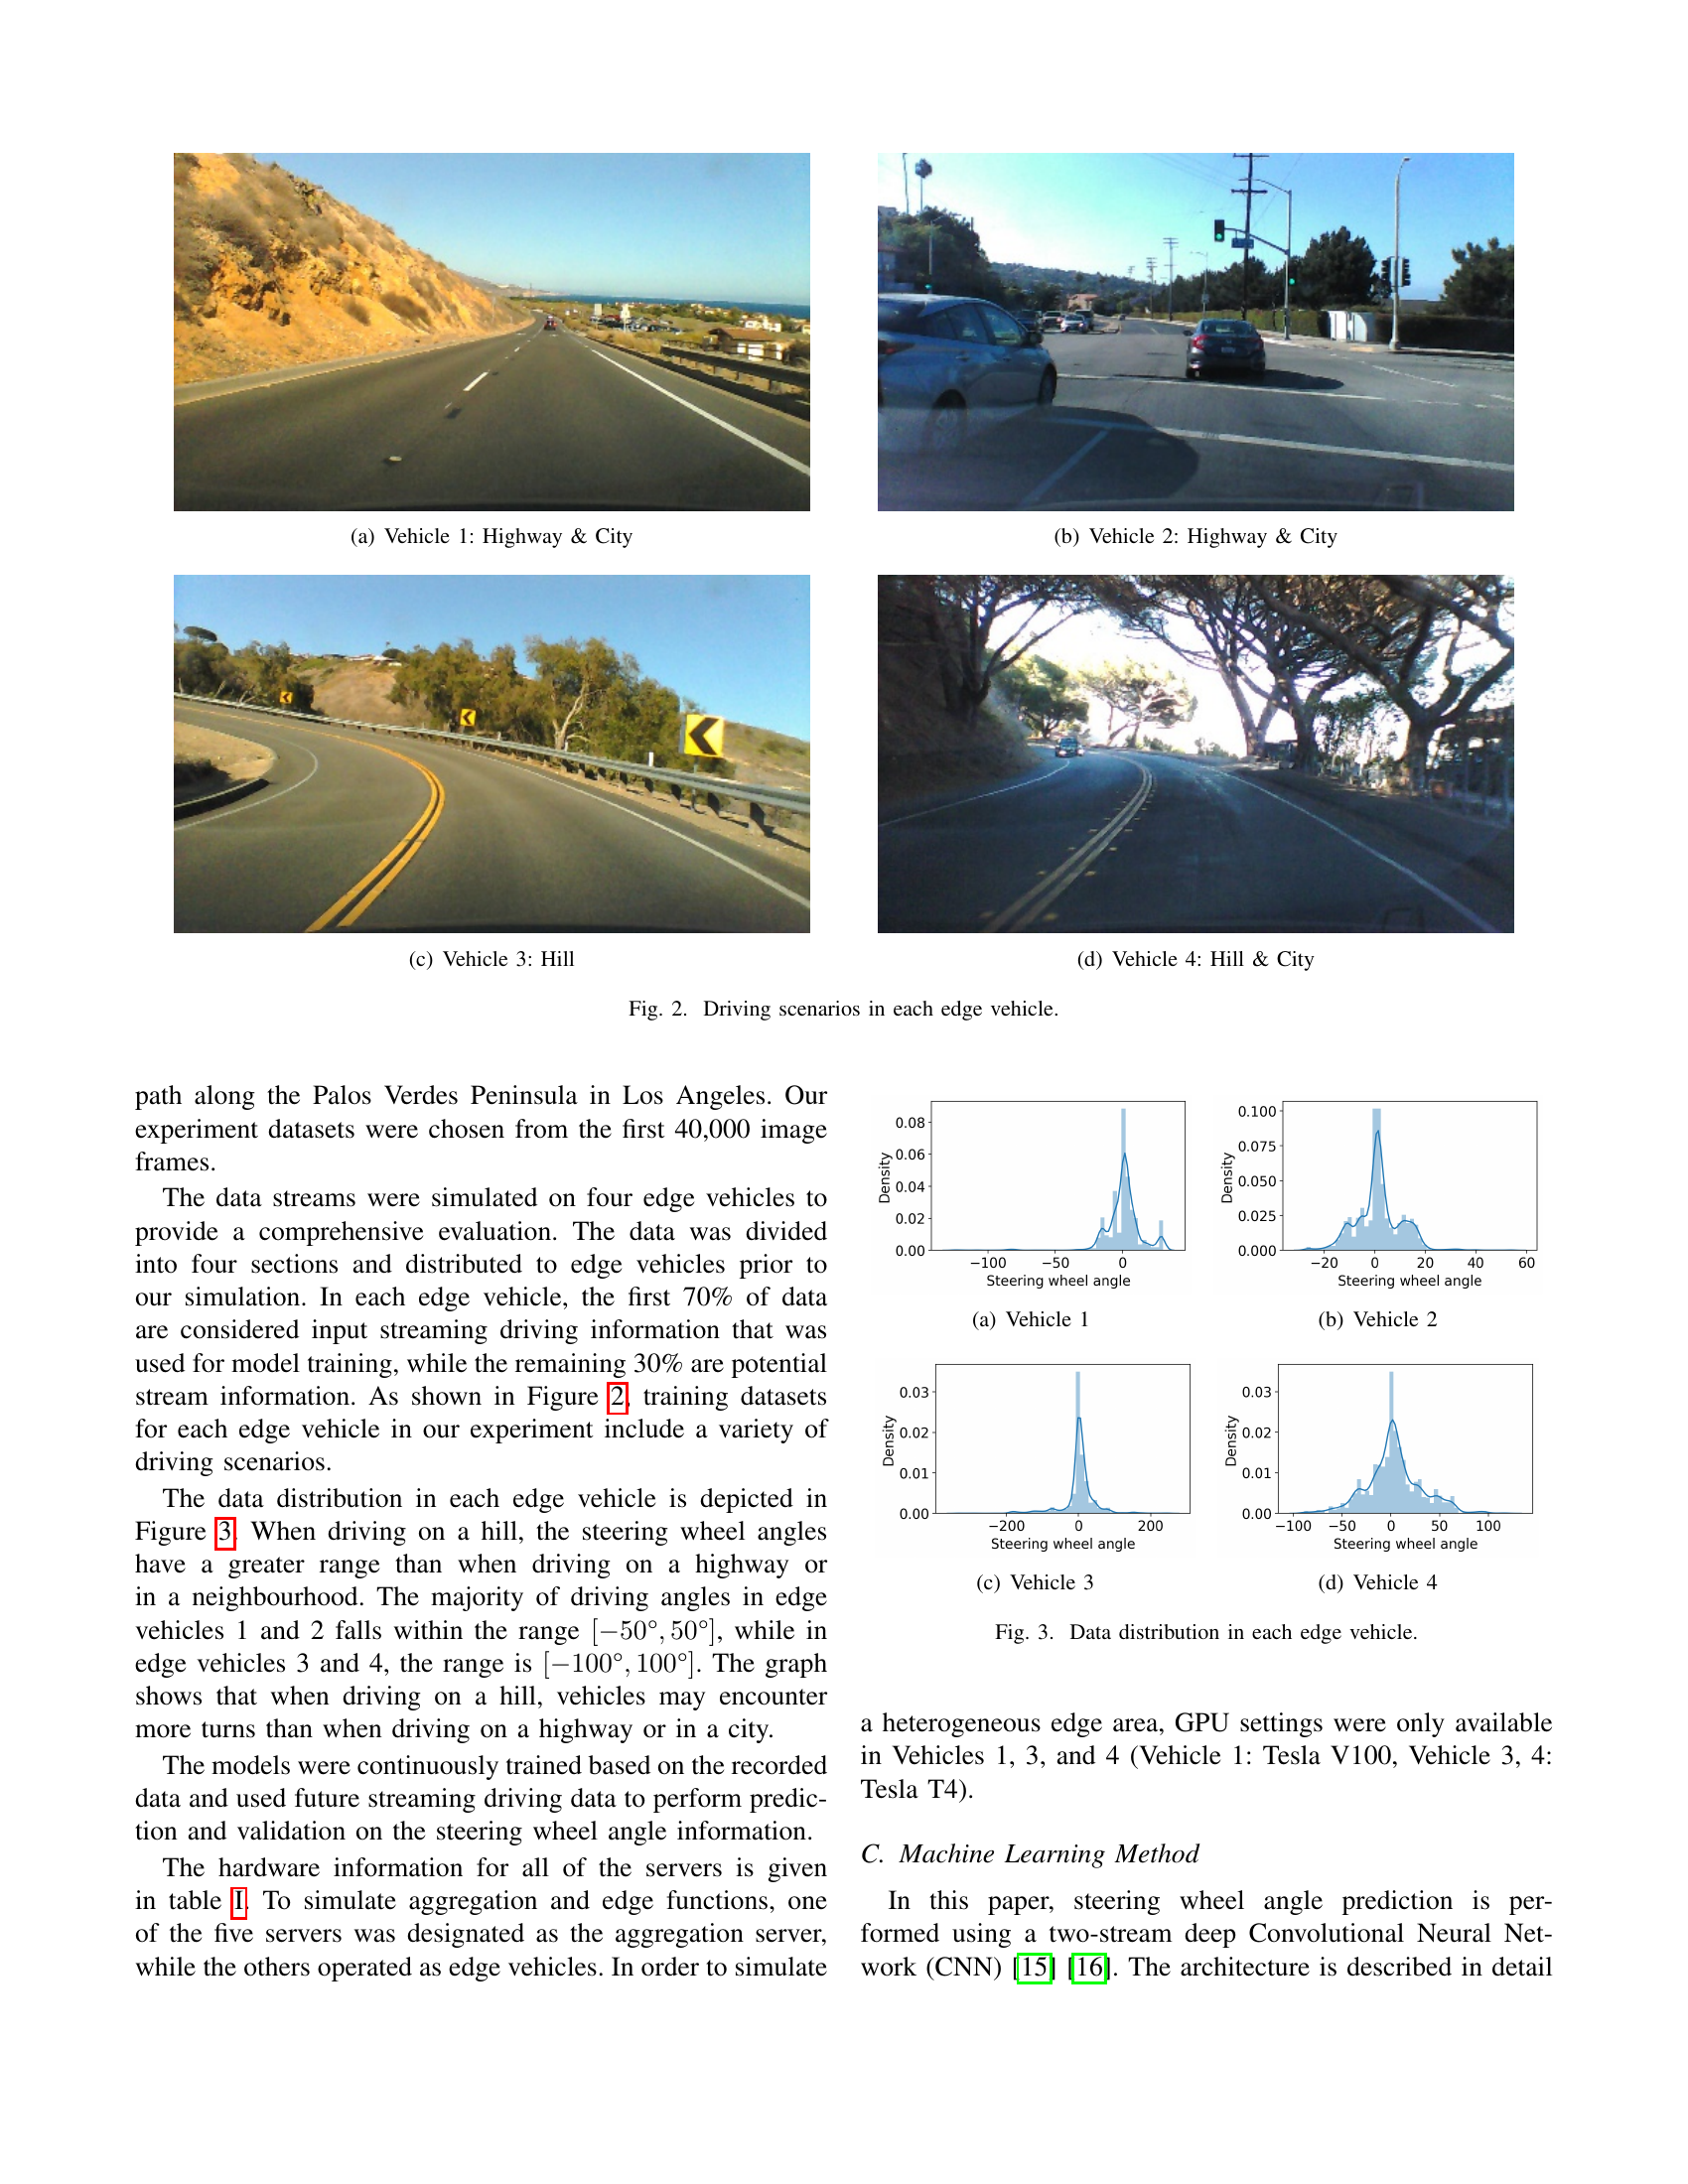 (a) Vehicle 1: Highway & City
(b) Vehicle 2: Highway & City
(c) Vehicle 3: Hill
(d) Vehicle 4: Hill & City
Fig. 2. Driving scenarios in each edge vehicle.
path along the Palos Verdes Peninsula in Los Angeles. Our
experiment datasets were chosen from the first 40,000 image
frames.
The data streams were simulated on four edge vehicles to
provide a comprehensive evaluation. The data was divided
into four sections and distributed to edge vehicles prior to
our simulation. In each edge vehicle, the first 70% of data
are considered input streaming driving information that was
used for model training, while the remaining 30% are potential
stream information. As shown in Figure 2, training datasets
for each edge vehicle in our experiment include a variety of
driving scenarios.
The data distribution in each edge vehicle is depicted in
Figure 3. When driving on a hill, the steering wheel angles
have a greater range than when driving on a highway or
in a neighbourhood. The majority of driving angles in edge
vehicles 1 and 2 falls within the range [−50°, 50°], while in
edge vehicles 3 and 4, the range is [−100°, 100°]. The graph
shows that when driving on a hill, vehicles may encounter
more turns than when driving on a highway or in a city.
The models were continuously trained based on the recorded
data and used future streaming driving data to perform predic-
tion and validation on the steering wheel angle information.
The hardware information for all of the servers is given
in table I. To simulate aggregation and edge functions, one
of the five servers was designated as the aggregation server,
while the others operated as edge vehicles. In order to simulate
Density
0.08
0.06
0.04
0.02
0.00
−100 −50 0
Steering wheel angle
(a) Vehicle 1
Density
0.100
0.075
0.050
0.025
0.000
−20 0 20 40 60
Steering wheel angle
(b) Vehicle 2
Density
0.03
0.02
0.01
0.00
−200 0 200
Steering wheel angle
(c) Vehicle 3
Density
0.03
0.02
0.01
0.00
−100 −50 0 50 100
Steering wheel angle
(d) Vehicle 4
Fig. 3. Data distribution in each edge vehicle.
a heterogeneous edge area, GPU settings were only available
in Vehicles 1, 3, and 4 (Vehicle 1: Tesla V100, Vehicle 3, 4:
Tesla T4).
C. Machine Learning Method
In this paper, steering wheel angle prediction is per-
formed using a two-stream deep Convolutional Neural Net-
work (CNN) [15] [16]. The architecture is described in detail